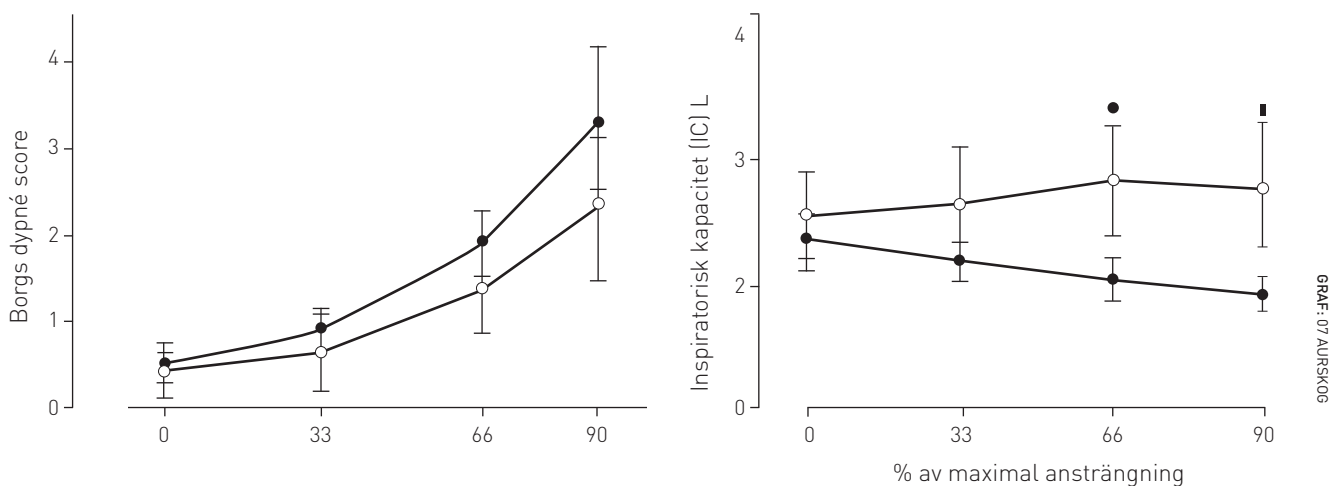 Borgs dypné score
4
3
2
1
0
0 33 66 90
Inspiratorisk kapacitet (IC) L
4
3
2
0
0 33 66 90
% av maximal ansträngning
GRAF: 07 AURSKOG